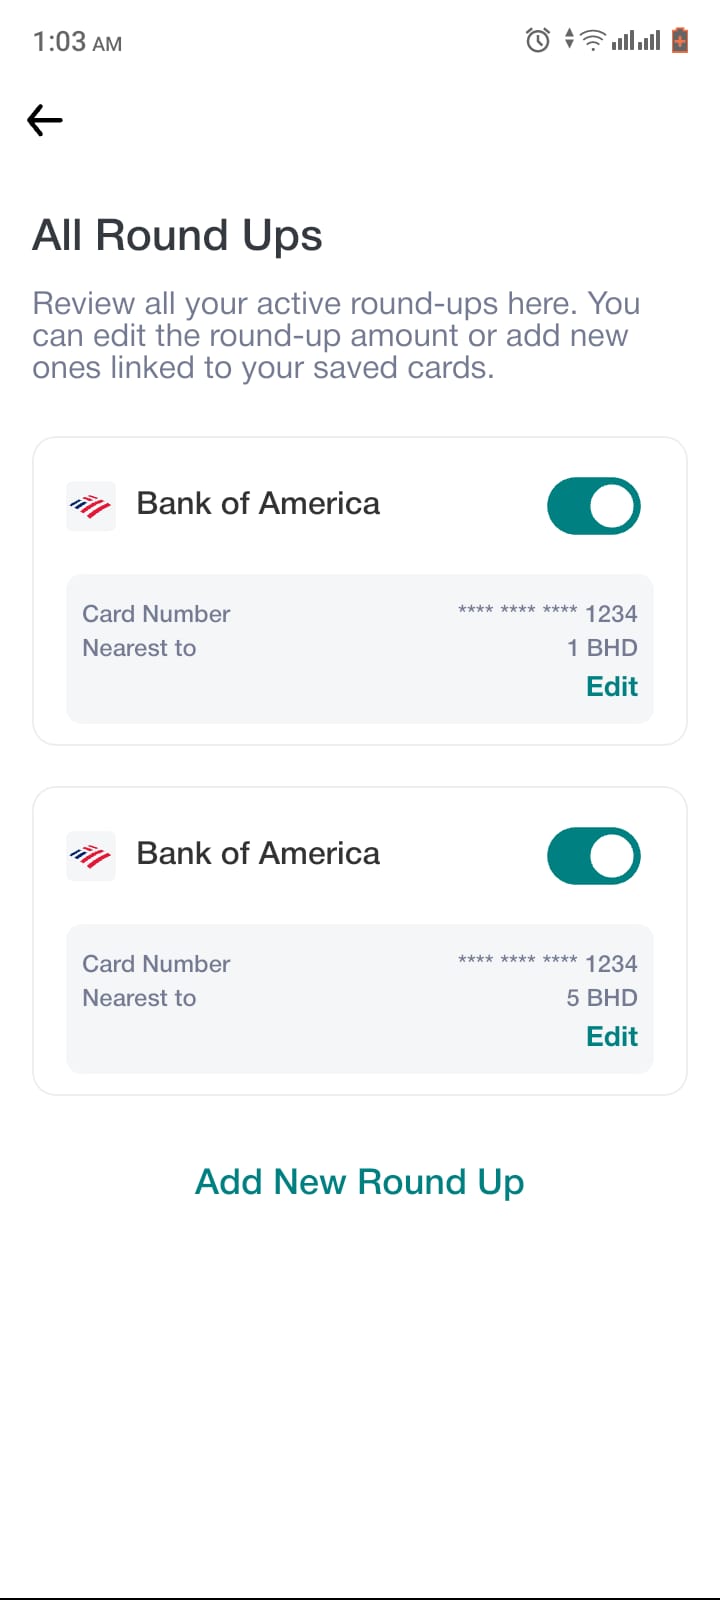 1:03 AM
All Round Ups
Review all your active round-ups here. You
can edit the round-up amount or add new
ones linked to your saved cards.
Bank of America
Card Number **** **** **** 1234
Nearest to 1 BHD
Edit
Bank of America
Card Number **** **** **** 1234
Nearest to 5 BHD
Edit
Add New Round Up